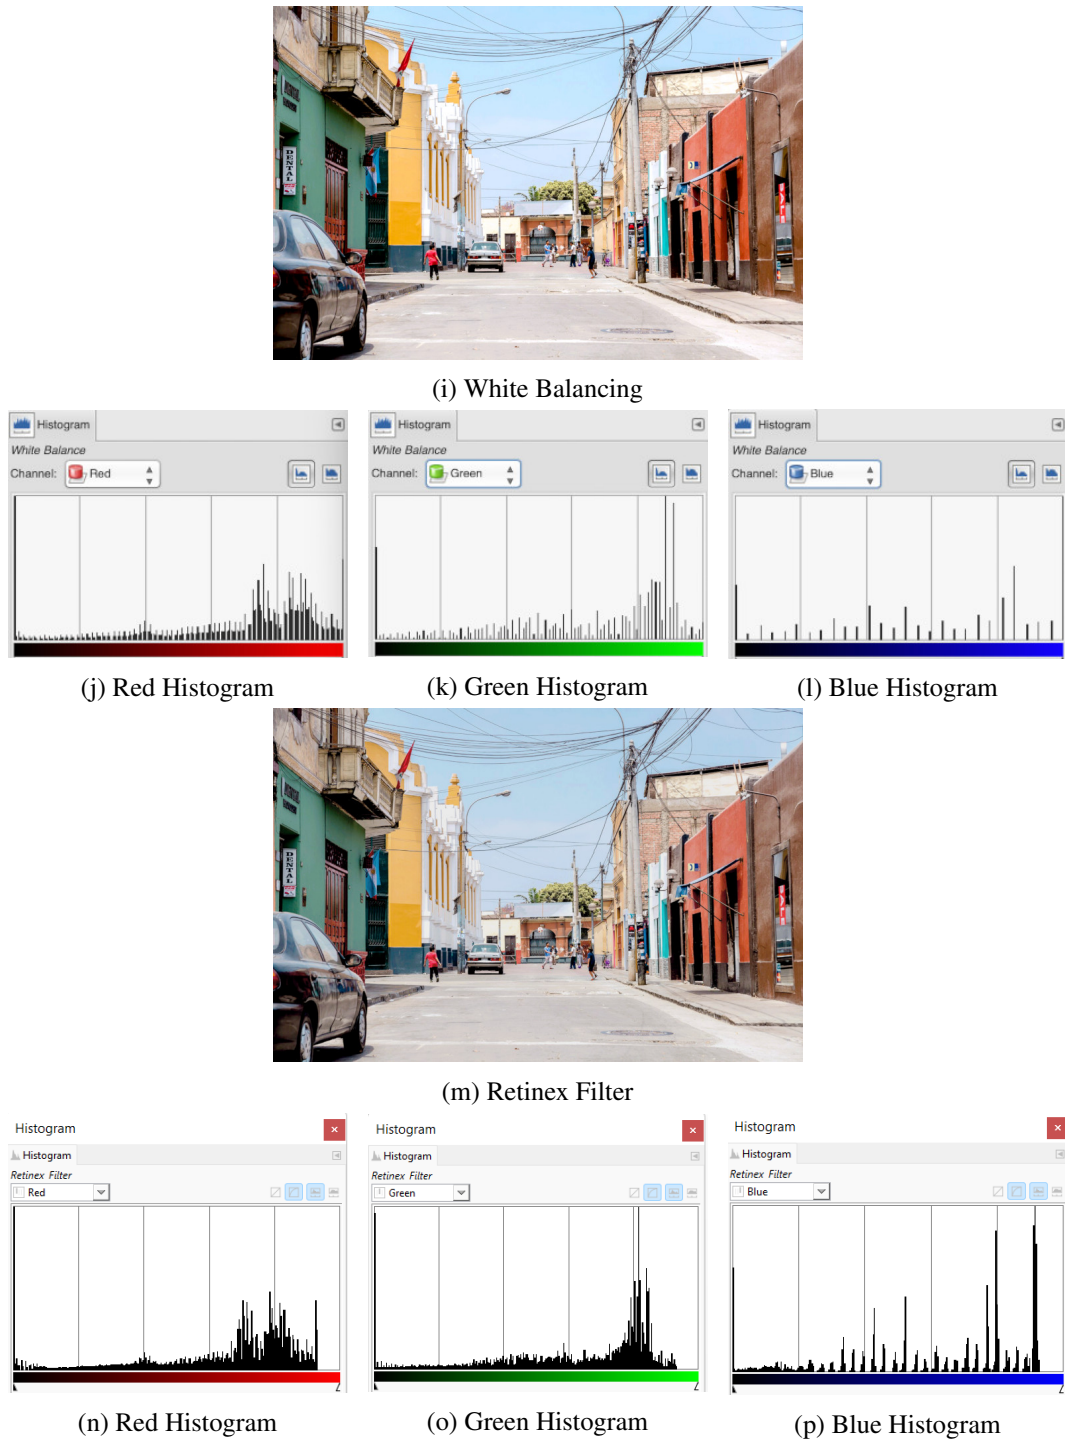 DENTAL
(i) White Balancing
Histogram
White Balance
Channel: Red
Histogram
White Balance
Channel: Green
Histogram
White Balance
Channel: Blue
(j) Red Histogram
(k) Green Histogram
(l) Blue Histogram
DENTAL
(m) Retinex Filter
Histogram
Histogram
Retinex Filter
Red
Histogram
Histogram
Retinex Filter
Green
Histogram
Histogram
Retinex Filter
Blue
(n) Red Histogram
(o) Green Histogram
(p) Blue Histogram